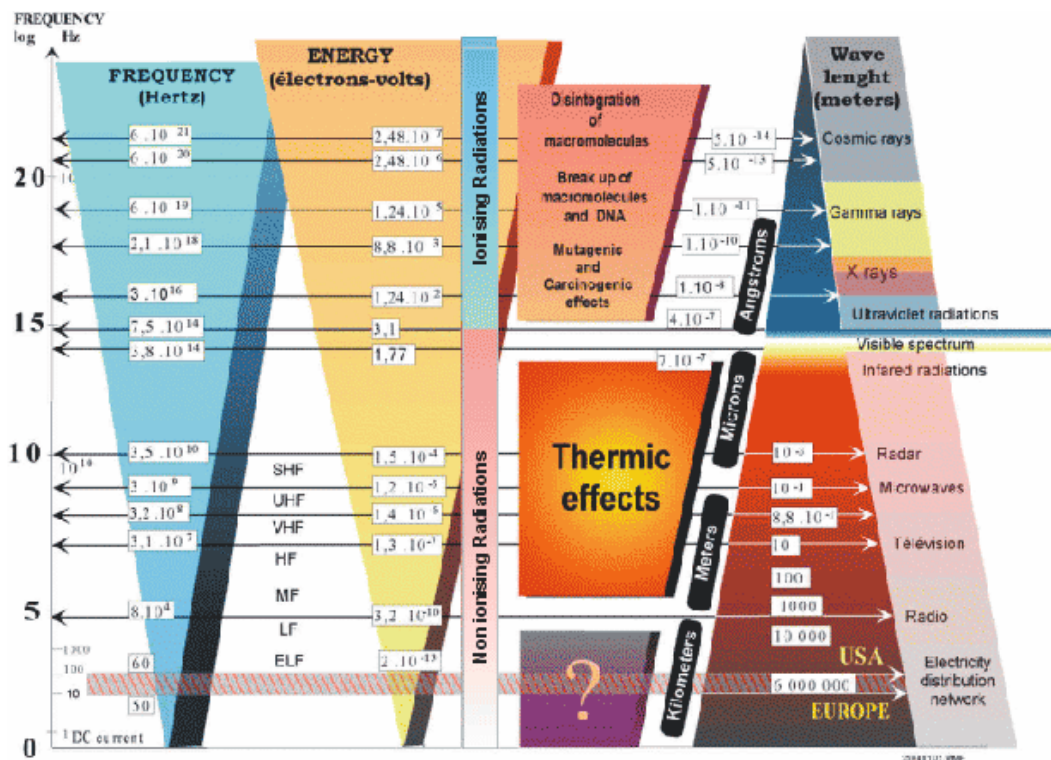 FREQUENCY
log Hz
FREQUENCY
(Hertz)
ENERGY
(électrons-volts)
Wave
lenght
(meters)
20
15
10
5
0
10
10¹⁰
100
10
1 DC current
6 . 10 21
6 . 10 20
6 . 10 19
2,1 . 10 18
3 . 10 16
7,5 . 10 14
3,8 . 10 14
3,5 . 10 10
3 . 10 9
3,2 . 10 8
3,1 . 10 7
8.10 4
60
50
SHF
UHF
VHF
HF
MF
LF
ELF
2,48.10 7
2,48.10 6
1,24.10 5
8,8.10 3
1,24.10 2
3,1
1,77
1,5 .10 -4
1,2 .10 -5
1,4 .10 -6
1,3 .10 -7
3,2 .10 -10
2 .10 -13
Ionising Radiations
Non ionising Radiations
Disintegration
of
macromolecules
Break up of
macromolecules
and DNA
Mutagenic
and
Carcinogenic
effects
Thermic
effects
?
5.10 -14
5.10 -13
1.10 -11
1.10 -10
1.10 -8
4.10 -7
7.10 -7
Angstroms
Microns
Meters
Kilometers
10 -3
10 -1
8,8 .10 -1
10
100
1000
10 000
USA
6 000 000
EUROPE
Cosmic rays
Gamma rays
X rays
Ultraviolet radiations
Visible spectrum
Infared radiations
Radar
Microwaves
Télévision
Radio
Electricity
distribution
network